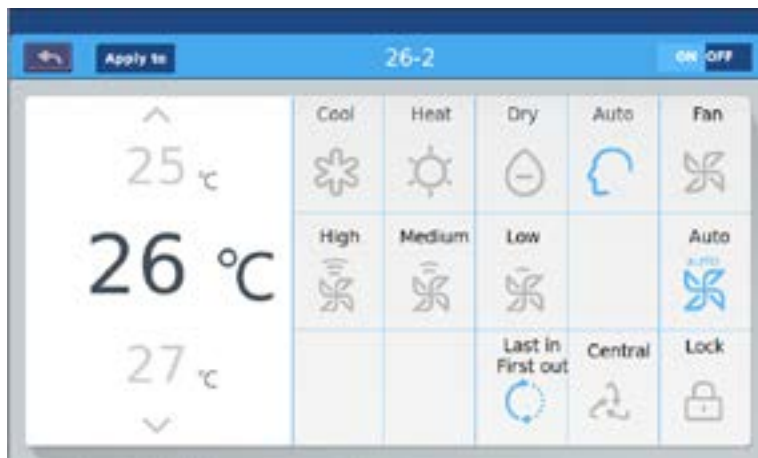 Apply to
26-2
ON OFF
25 °C
26 °C
27 °C
Cool
Heat
Dry
Auto
Fan
High
Medium
Low
Auto
AUTO
Last in
First out
Central
Lock